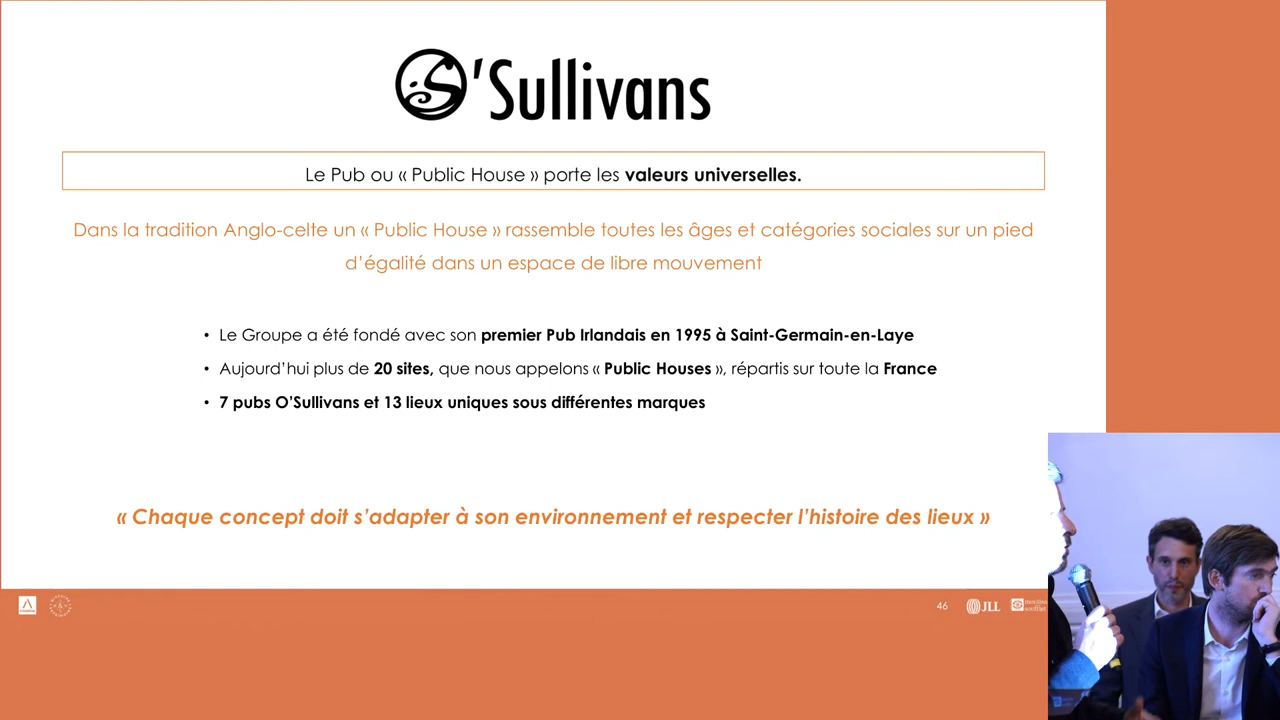 O'Sullivans
Le Pub ou « Public House » porte les valeurs universelles.
Dans la tradition Anglo-celte un « Public House » rassemble toutes les âges et catégories sociales sur un pied
d'égalité dans un espace de libre mouvement
• Le Groupe a été fondé avec son premier Pub Irlandais en 1995 à Saint-Germain-en-Laye
• Aujourd'hui plus de 20 sites, que nous appelons « Public Houses », répartis sur toute la France
• 7 pubs O'Sullivans et 13 lieux uniques sous différentes marques
« Chaque concept doit s'adapter à son environnement et respecter l'histoire des lieux »
46 JLL